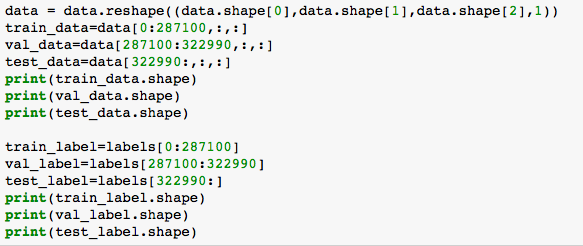 data = data.reshape((data.shape[0],data.shape[1],data.shape[2],1))
train_data=data[0:287100,:,:]
val_data=data[287100:322990,:,:]
test_data=data[322990:,:,:]
print(train_data.shape)
print(val_data.shape)
print(test_data.shape)

train_label=labels[0:287100]
val_label=labels[287100:322990]
test_label=labels[322990:]
print(train_label.shape)
print(val_label.shape)
print(test_label.shape)